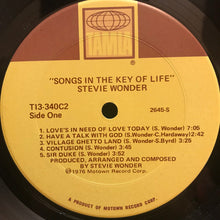 TAMLA
"SONGS IN THE KEY OF LIFE"
STEVIE WONDER
T13-340C2
2645-S
Side One
1. LOVE'S IN NEED OF LOVE TODAY (S. Wonder) 7:05
2. HAVE A TALK WITH GOD (S.Wonder-C.Hardaway) 2:42
3. VILLAGE GHETTO LAND (S.Wonder-S.Byrd) 3:25
4. CONTUSION (S. Wonder) 3:45
5. SIR DUKE (S. Wonder) 3:52
PRODUCED, ARRANGED AND COMPOSED
BY STEVIE WONDER
©1976 Motown Record Corp.
A PRODUCT OF MOTOWN RECORD CORP.